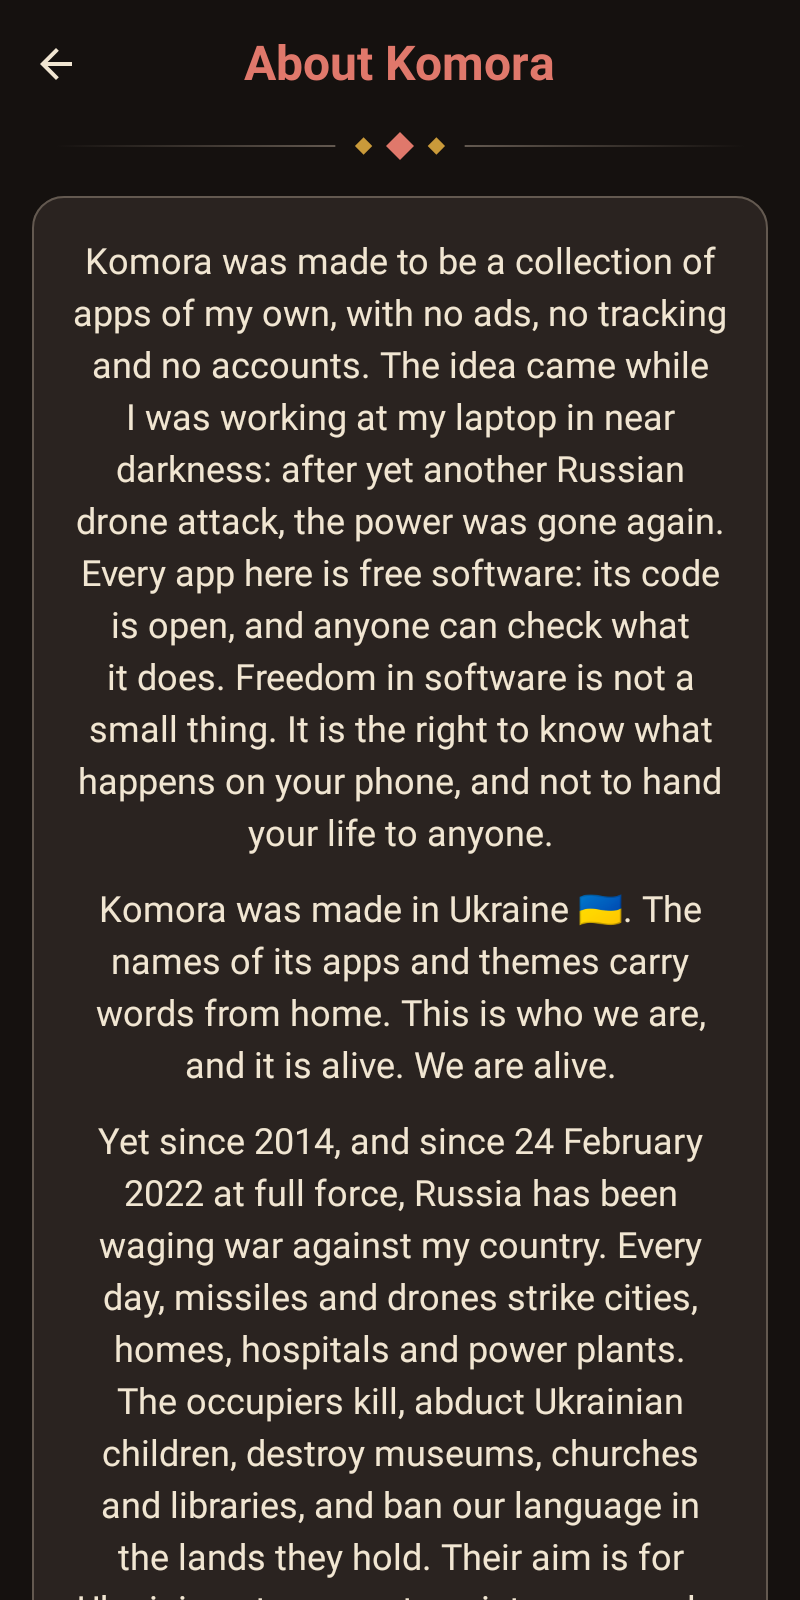 About Komora
Komora was made to be a collection of
apps of my own, with no ads, no tracking
and no accounts. The idea came while
I was working at my laptop in near
darkness: after yet another Russian
drone attack, the power was gone again.
Every app here is free software: its code
is open, and anyone can check what
it does. Freedom in software is not a
small thing. It is the right to know what
happens on your phone, and not to hand
your life to anyone.
Komora was made in Ukraine 🇺🇦. The
names of its apps and themes carry
words from home. This is who we are,
and it is alive. We are alive.
Yet since 2014, and since 24 February
2022 at full force, Russia has been
waging war against my country. Every
day, missiles and drones strike cities,
homes, hospitals and power plants.
The occupiers kill, abduct Ukrainian
children, destroy museums, churches
and libraries, and ban our language in
the lands they hold. Their aim is for